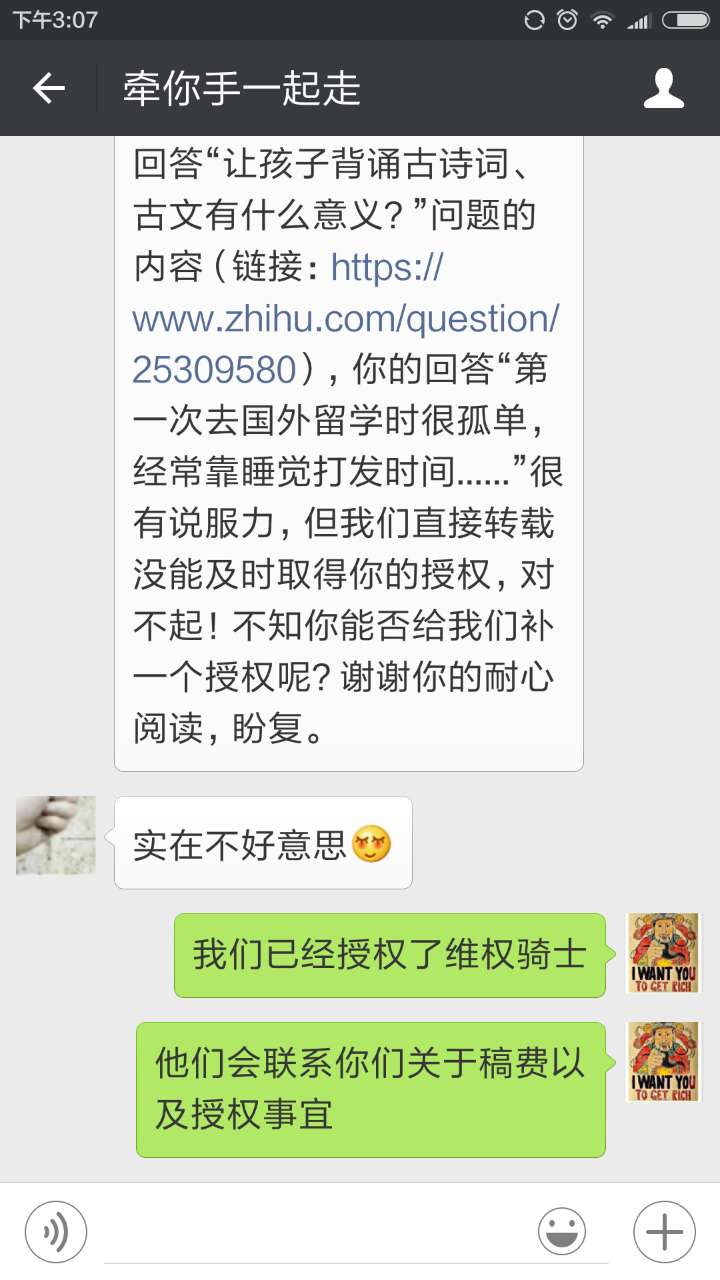 下午3:07
牵你手一起走
回答“让孩子背诵古诗词、
古文有什么意义？”问题的
内容（链接：https://
www.zhihu.com/question/
25309580），你的回答“第
一次去国外留学时很孤单，
经常靠睡觉打发时间......”很
有说服力，但我们直接转载
没能及时取得你的授权，对
不起！不知你能否给我们补
一个授权呢？谢谢你的耐心
阅读，盼复。
实在不好意思
我们已经授权了维权骑士
I WANT YOU
TO GET RICH
他们会联系你们关于稿费以
及授权事宜
I WANT YOU
TO GET RICH